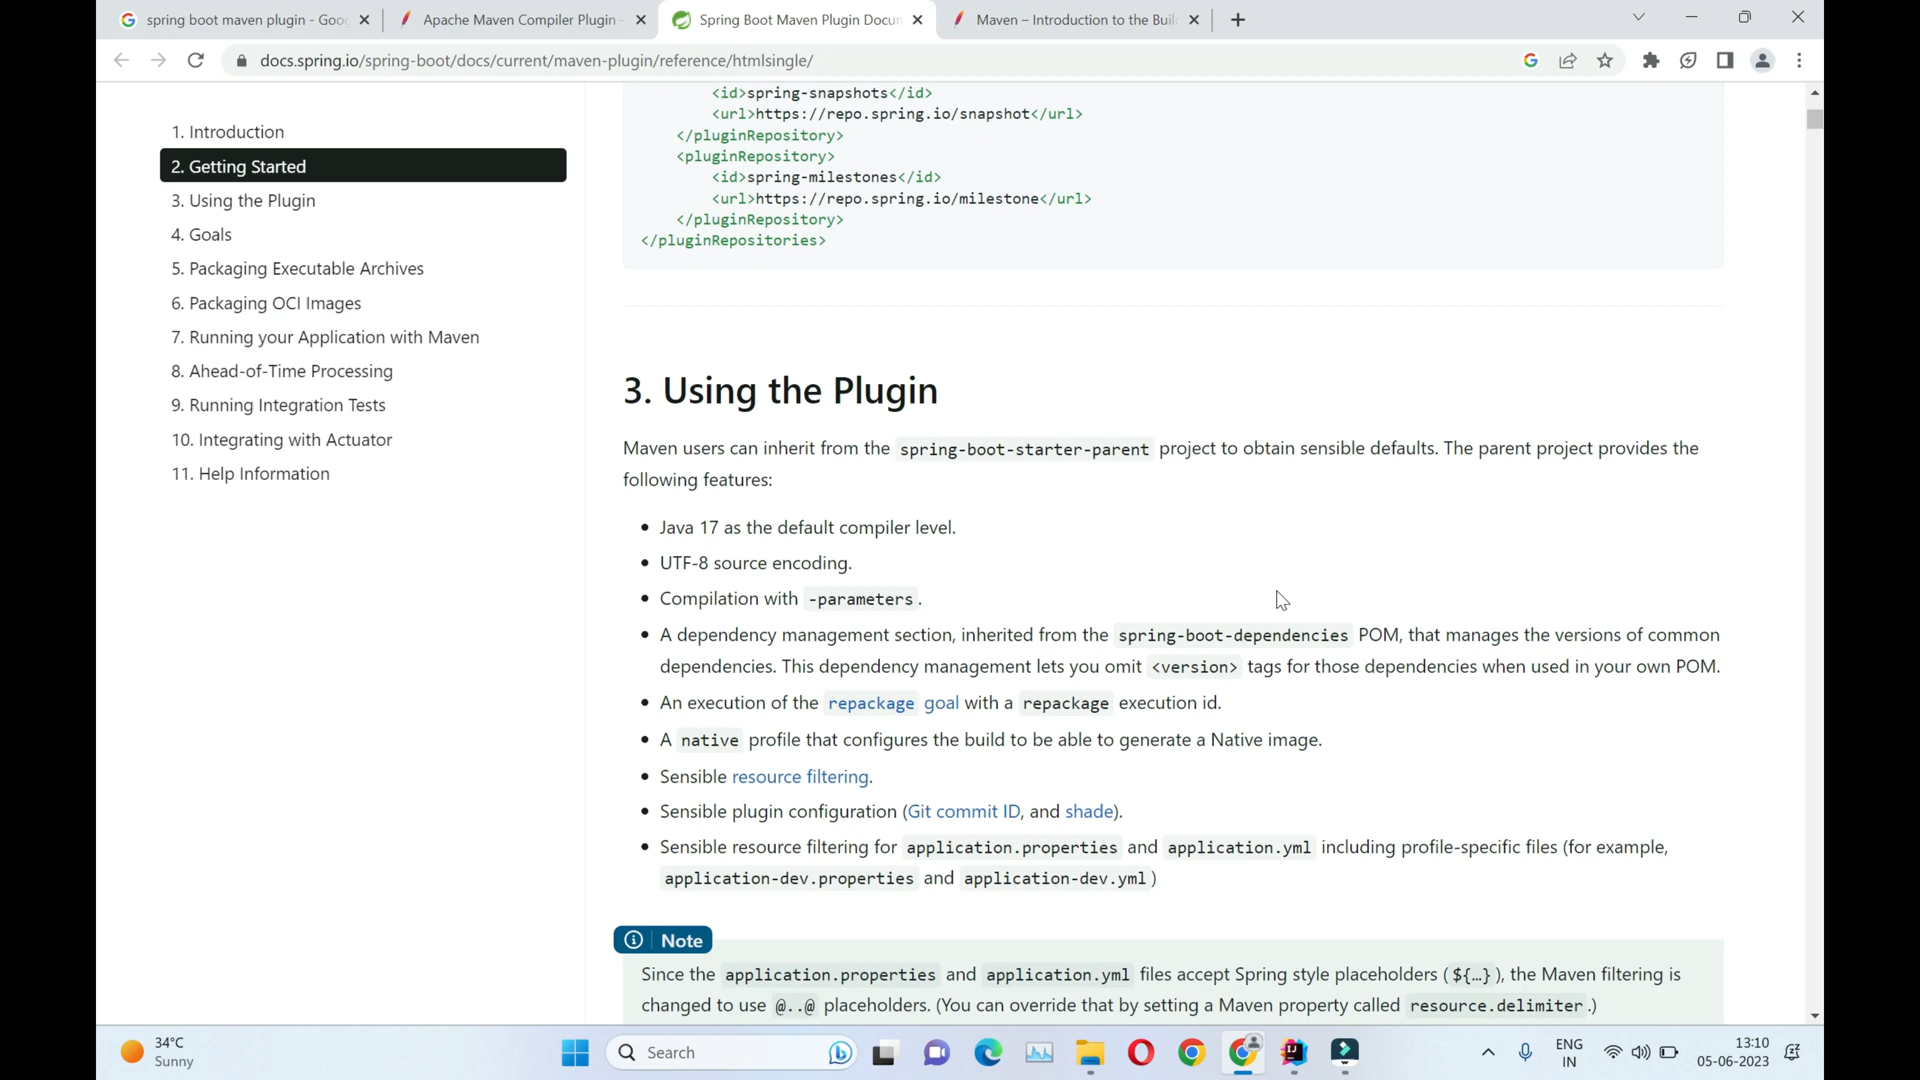 spring boot maven plugin - Goo
Apache Maven Compiler Plugin –
Spring Boot Maven Plugin Docum
Maven – Introduction to the Buil
docs.spring.io/spring-boot/docs/current/maven-plugin/reference/htmlsingle/
1. Introduction
2. Getting Started
3. Using the Plugin
4. Goals
5. Packaging Executable Archives
6. Packaging OCI Images
7. Running your Application with Maven
8. Ahead-of-Time Processing
9. Running Integration Tests
10. Integrating with Actuator
11. Help Information
<id>spring-snapshots</id>
<url>https://repo.spring.io/snapshot</url>
</pluginRepository>
<pluginRepository>
<id>spring-milestones</id>
<url>https://repo.spring.io/milestone</url>
</pluginRepository>
</pluginRepositories>
3. Using the Plugin
Maven users can inherit from the spring-boot-starter-parent project to obtain sensible defaults. The parent project provides the
following features:
• Java 17 as the default compiler level.
• UTF-8 source encoding.
• Compilation with -parameters.
• A dependency management section, inherited from the spring-boot-dependencies POM, that manages the versions of common
dependencies. This dependency management lets you omit <version> tags for those dependencies when used in your own POM.
• An execution of the repackage goal with a repackage execution id.
• A native profile that configures the build to be able to generate a Native image.
• Sensible resource filtering.
• Sensible plugin configuration (Git commit ID, and shade).
• Sensible resource filtering for application.properties and application.yml including profile-specific files (for example,
application-dev.properties and application-dev.yml)
Note
Since the application.properties and application.yml files accept Spring style placeholders (${…}), the Maven filtering is
changed to use @..@ placeholders. (You can override that by setting a Maven property called resource.delimiter.)
34°C
Sunny
Search
ENG
IN
13:10
05-06-2023